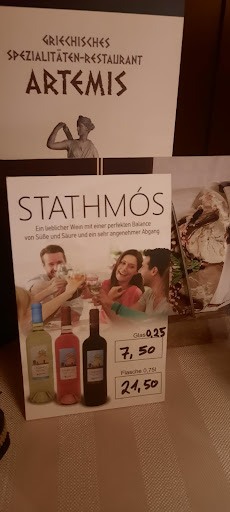 GRIECHISCHES
SPEZIALITÄTEN-RESTAURANT
ARTEMIS
STATHMÓS
Ein lieblicher Wein mit einer perfekten Balance
von Süße und Säure und ein sehr angenehmer Abgang
Glas 0,25
7,50
Flasche 0,75l
21,50